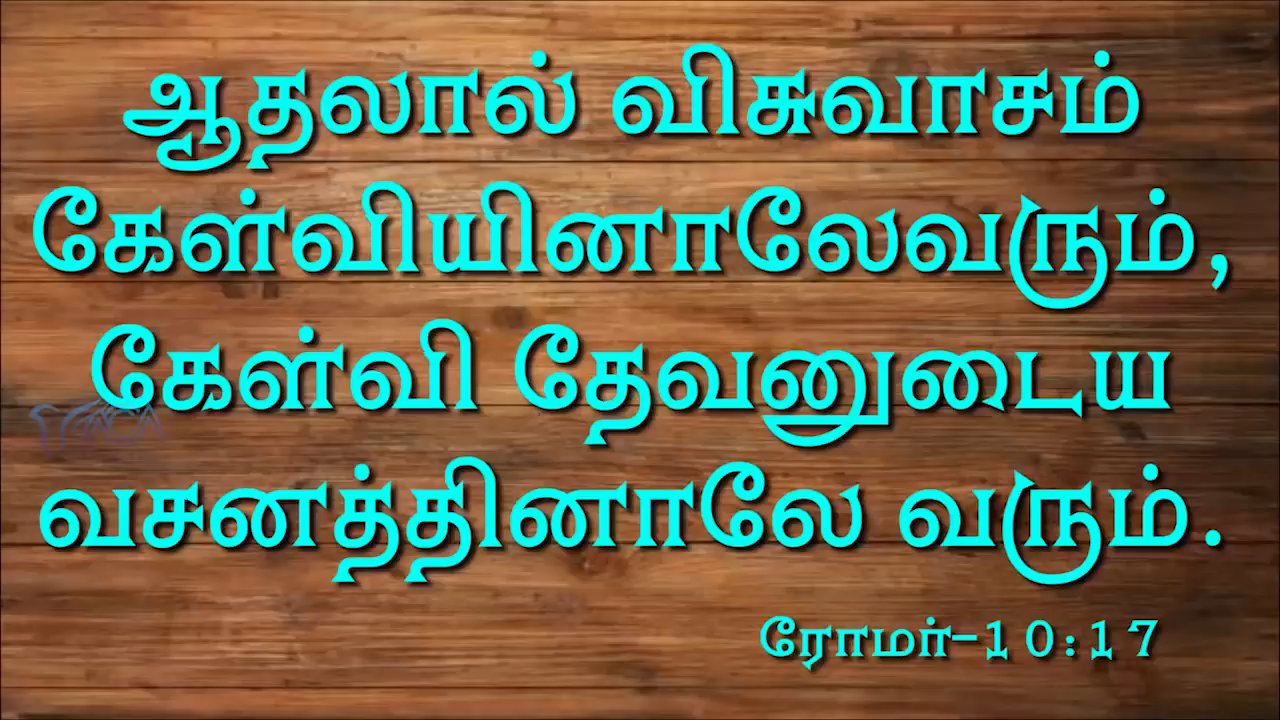 ஆதலால் விசுவாசம்
கேள்வியினாலேவரும்,
கேள்வி தேவனுடைய
வசனத்தினாலே வரும்.
ரோமர்-10:17